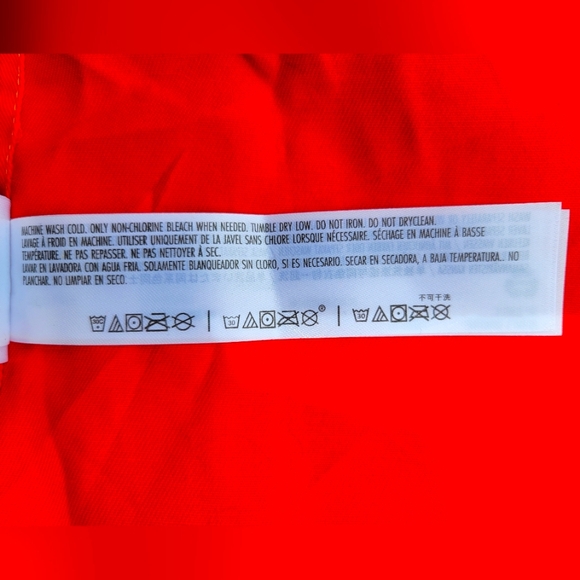 MACHINE WASH COLD. ONLY NON-CHLORINE BLEACH WHEN NEEDED. TUMBLE DRY LOW. DO NOT IRON. DO NOT DRYCLEAN.
LAVAGE À FROID EN MACHINE. UTILISER UNIQUEMENT DE LA JAVEL SANS CHLORE LORSQUE NÉCESSAIRE. SÉCHAGE EN MACHINE À BASSE
TEMPÉRATURE. NE PAS REPASSER. NE PAS NETTOYER À SEC.
LAVAR EN LAVADORA CON AGUA FRIA. SOLAMENTE BLANQUEADOR SIN CLORO, SI ES NECESARIO. SECAR EN SECADORA, A BAJA TEMPERATURA.. NO
PLANCHAR. NO LIMPIAR EN SECO.
不可干洗
30 ® 30